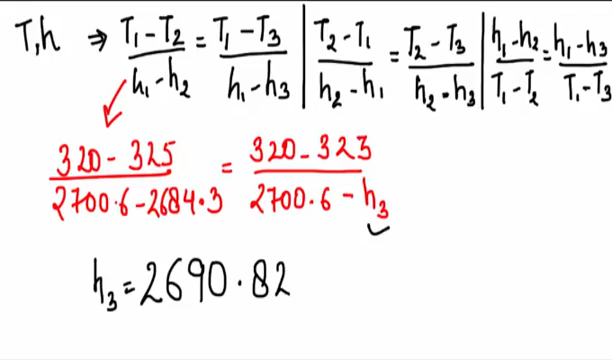 T,h ⇒ T₁-T₂/h₁-h₂ = T₁-T₃/h₁-h₃ | T₂-T₁/h₂-h₁ = T₂-T₃/h₂-h₃ | h₁-h₂/T₁-T₂ = h₁-h₃/T₁-T₃
320-325/2700.6-2684.3 = 320-323/2700.6-h₃
h₃=2690.82